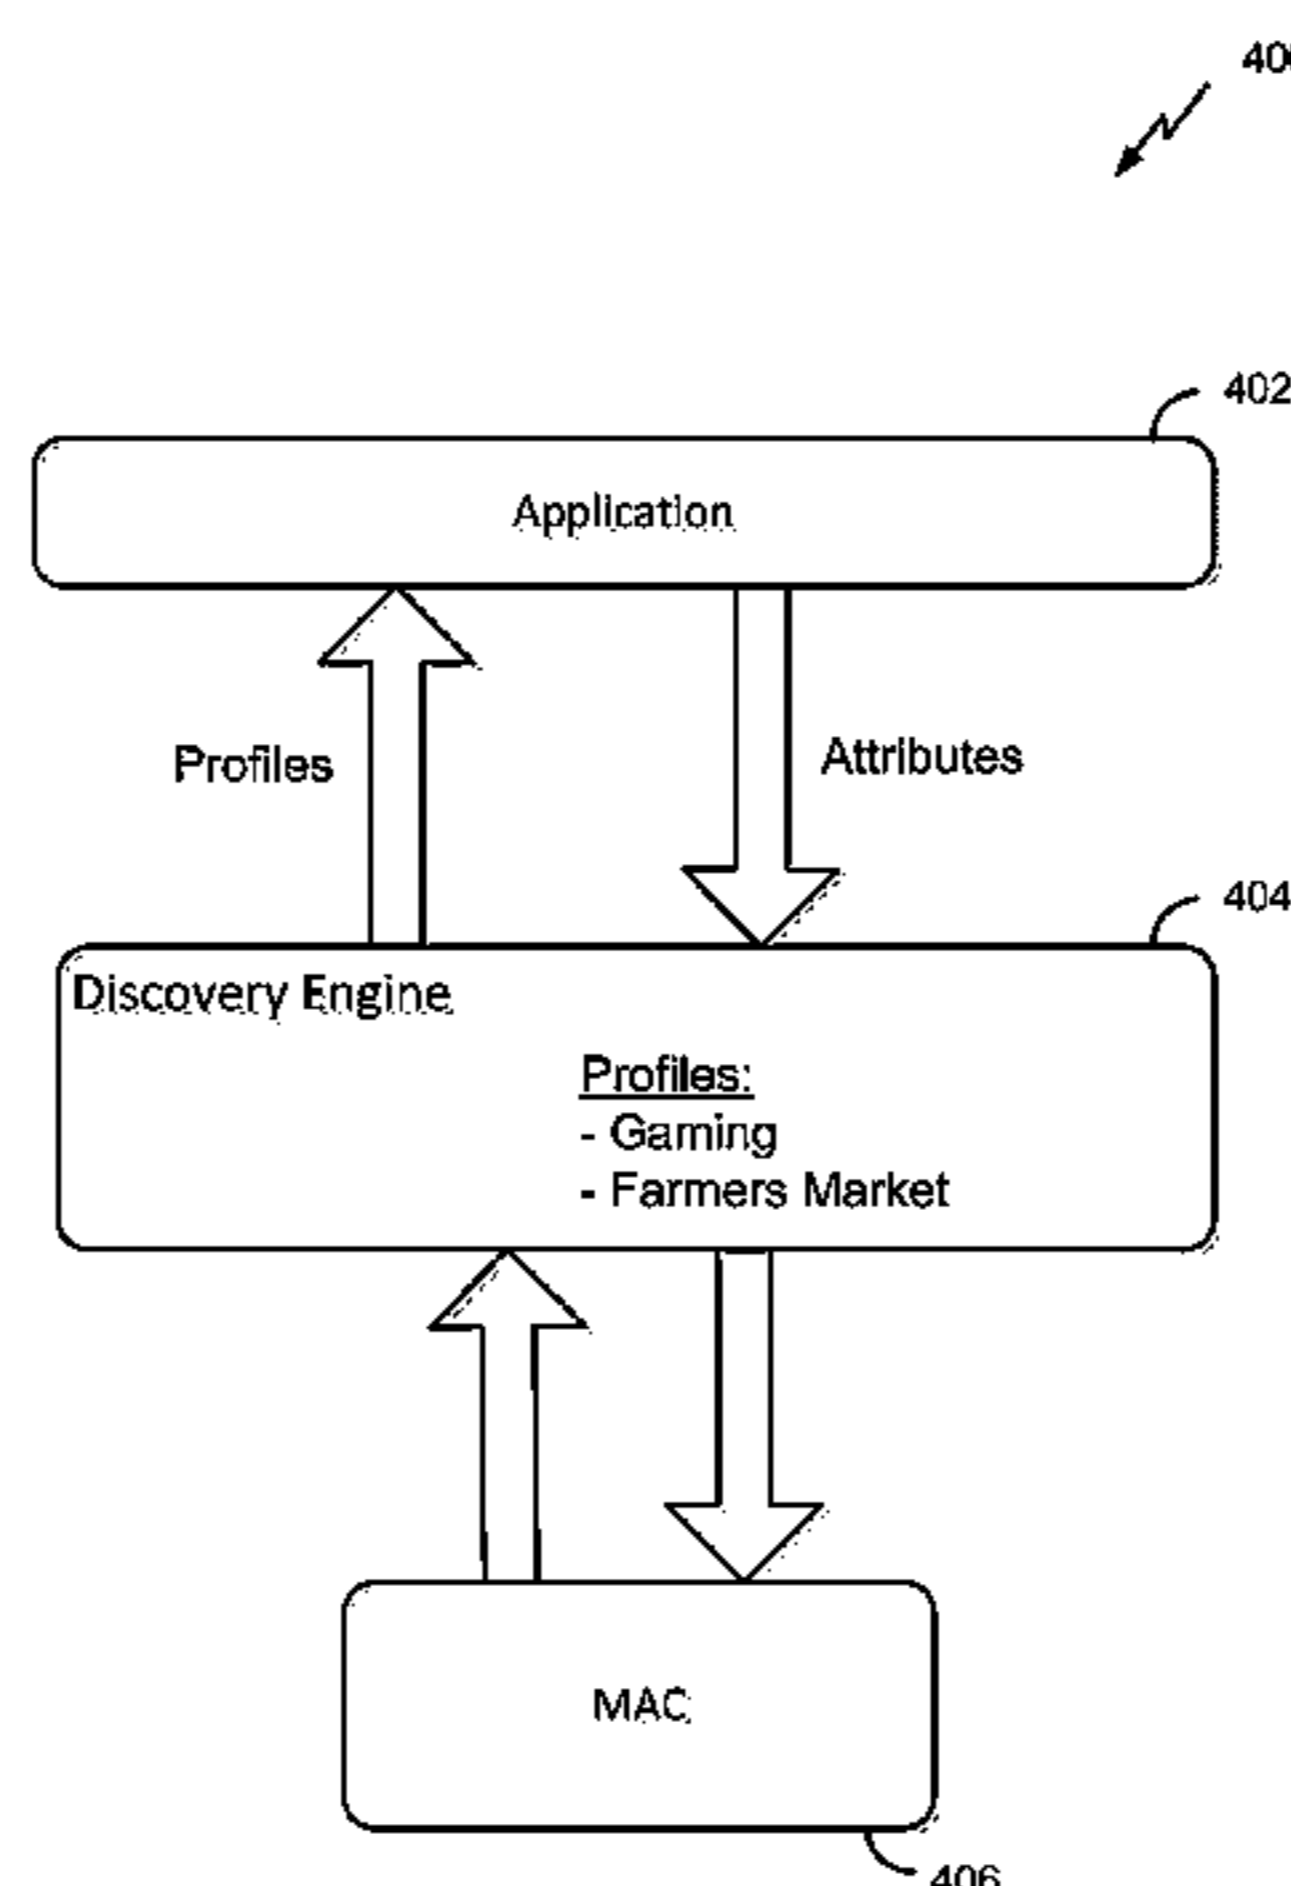 402
Application
Profiles
Attributes
404
Discovery Engine
Profiles:
- Gaming
- Farmers Market
MAC
406